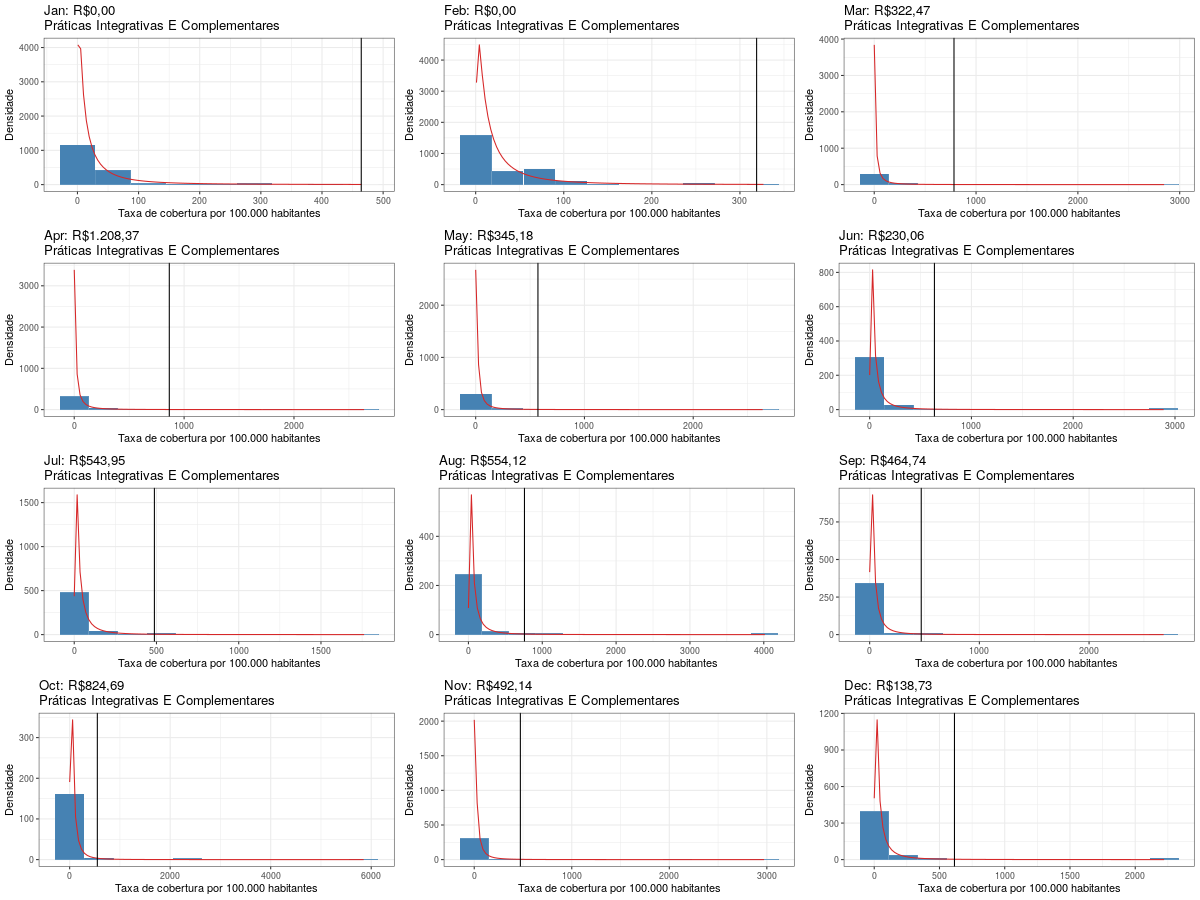 Jan: R$0,00
Práticas Integrativas E Complementares
Densidade
4000
3000
2000
1000
0
0
100
200
300
400
500
Taxa de cobertura por 100.000 habitantes
Feb: R$0,00
Práticas Integrativas E Complementares
Densidade
4000
3000
2000
1000
0
0
100
200
300
Taxa de cobertura por 100.000 habitantes
Mar: R$322,47
Práticas Integrativas E Complementares
Densidade
4000
3000
2000
1000
0
0
1000
2000
3000
Taxa de cobertura por 100.000 habitantes
Apr: R$1.208,37
Práticas Integrativas E Complementares
Densidade
3000
2000
1000
0
0
1000
2000
Taxa de cobertura por 100.000 habitantes
May: R$345,18
Práticas Integrativas E Complementares
Densidade
2000
1000
0
0
1000
2000
Taxa de cobertura por 100.000 habitantes
Jun: R$230,06
Práticas Integrativas E Complementares
Densidade
800
600
400
200
0
0
1000
2000
3000
Taxa de cobertura por 100.000 habitantes
Jul: R$543,95
Práticas Integrativas E Complementares
Densidade
1500
1000
500
0
0
500
1000
1500
Taxa de cobertura por 100.000 habitantes
Aug: R$554,12
Práticas Integrativas E Complementares
Densidade
400
200
0
0
1000
2000
3000
4000
Taxa de cobertura por 100.000 habitantes
Sep: R$464,74
Práticas Integrativas E Complementares
Densidade
750
500
250
0
0
1000
2000
Taxa de cobertura por 100.000 habitantes
Oct: R$824,69
Práticas Integrativas E Complementares
Densidade
300
200
100
0
0
2000
4000
6000
Taxa de cobertura por 100.000 habitantes
Nov: R$492,14
Práticas Integrativas E Complementares
Densidade
2000
1500
1000
500
0
0
1000
2000
3000
Taxa de cobertura por 100.000 habitantes
Dec: R$138,73
Práticas Integrativas E Complementares
Densidade
1200
900
600
300
0
0
500
1000
1500
2000
Taxa de cobertura por 100.000 habitantes